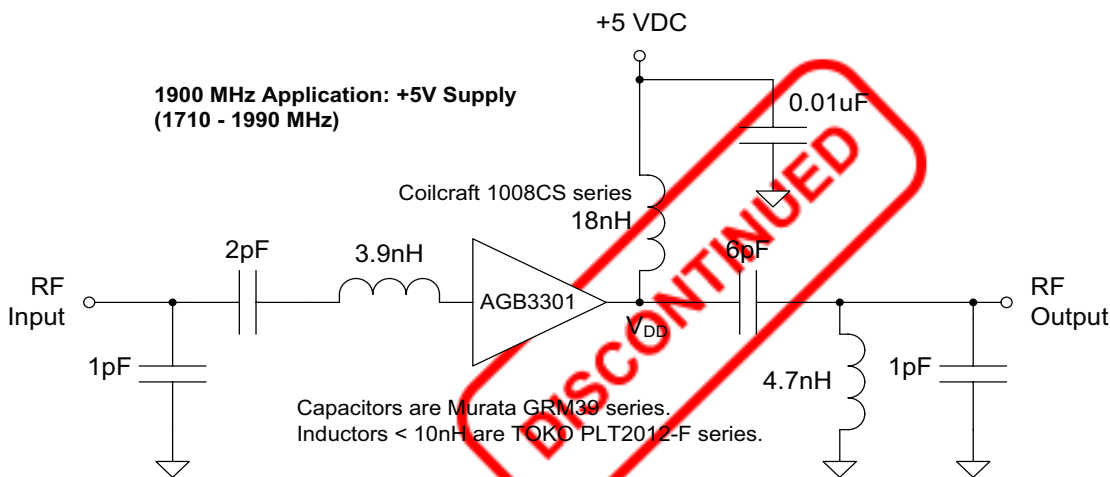 +5 VDC
1900 MHz Application: +5V Supply
(1710 - 1990 MHz)
0.01uF
Coilcraft 1008CS series
18nH
2pF
3.9nH
6pF
RF
Input
AGB3301
V_DD
RF
Output
1pF
4.7nH
1pF
Capacitors are Murata GRM39 series.
Inductors < 10nH are TOKO PLT2012-F series.
DISCONTINUED